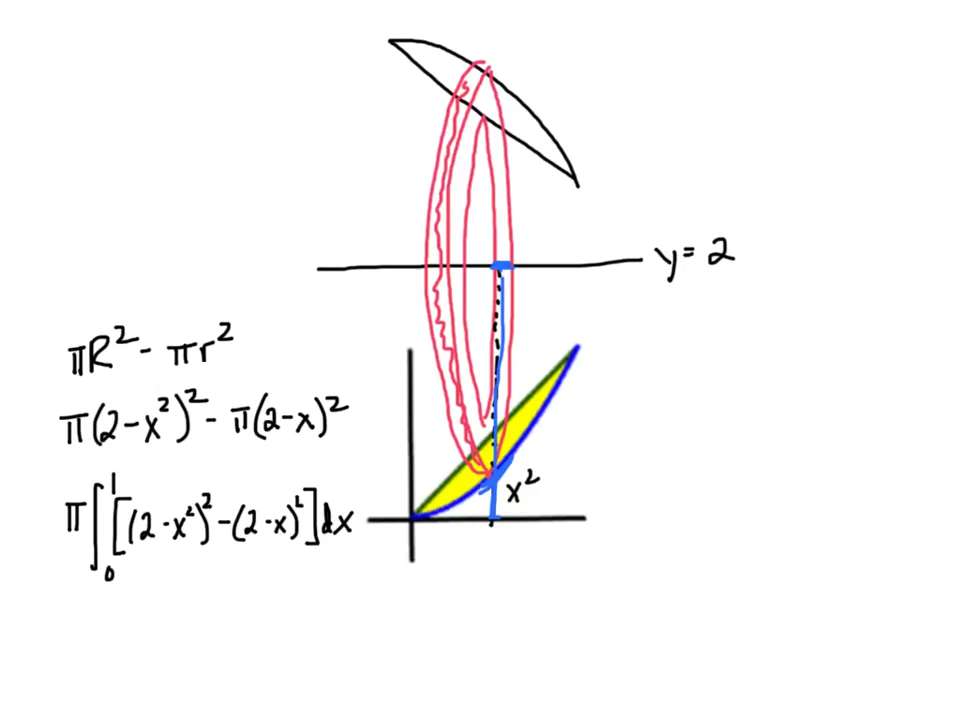 y = 2
πR² - πr²
π(2-x²)² - π(2-x)²
x²
π∫₀¹[(2-x²)² - (2-x)²]dx